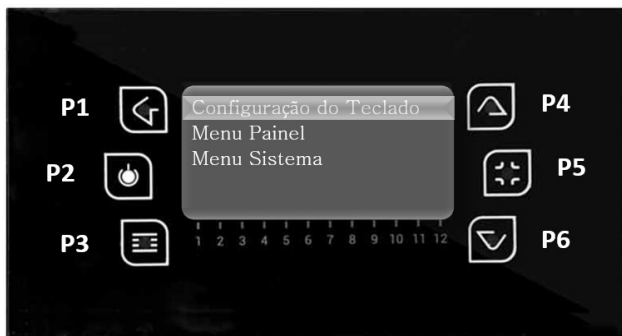 P1
P2
P3
Configuração do Teclado
Menu Painel
Menu Sistema
1 2 3 4 5 6 7 8 9 10 11 12
P4
P5
P6